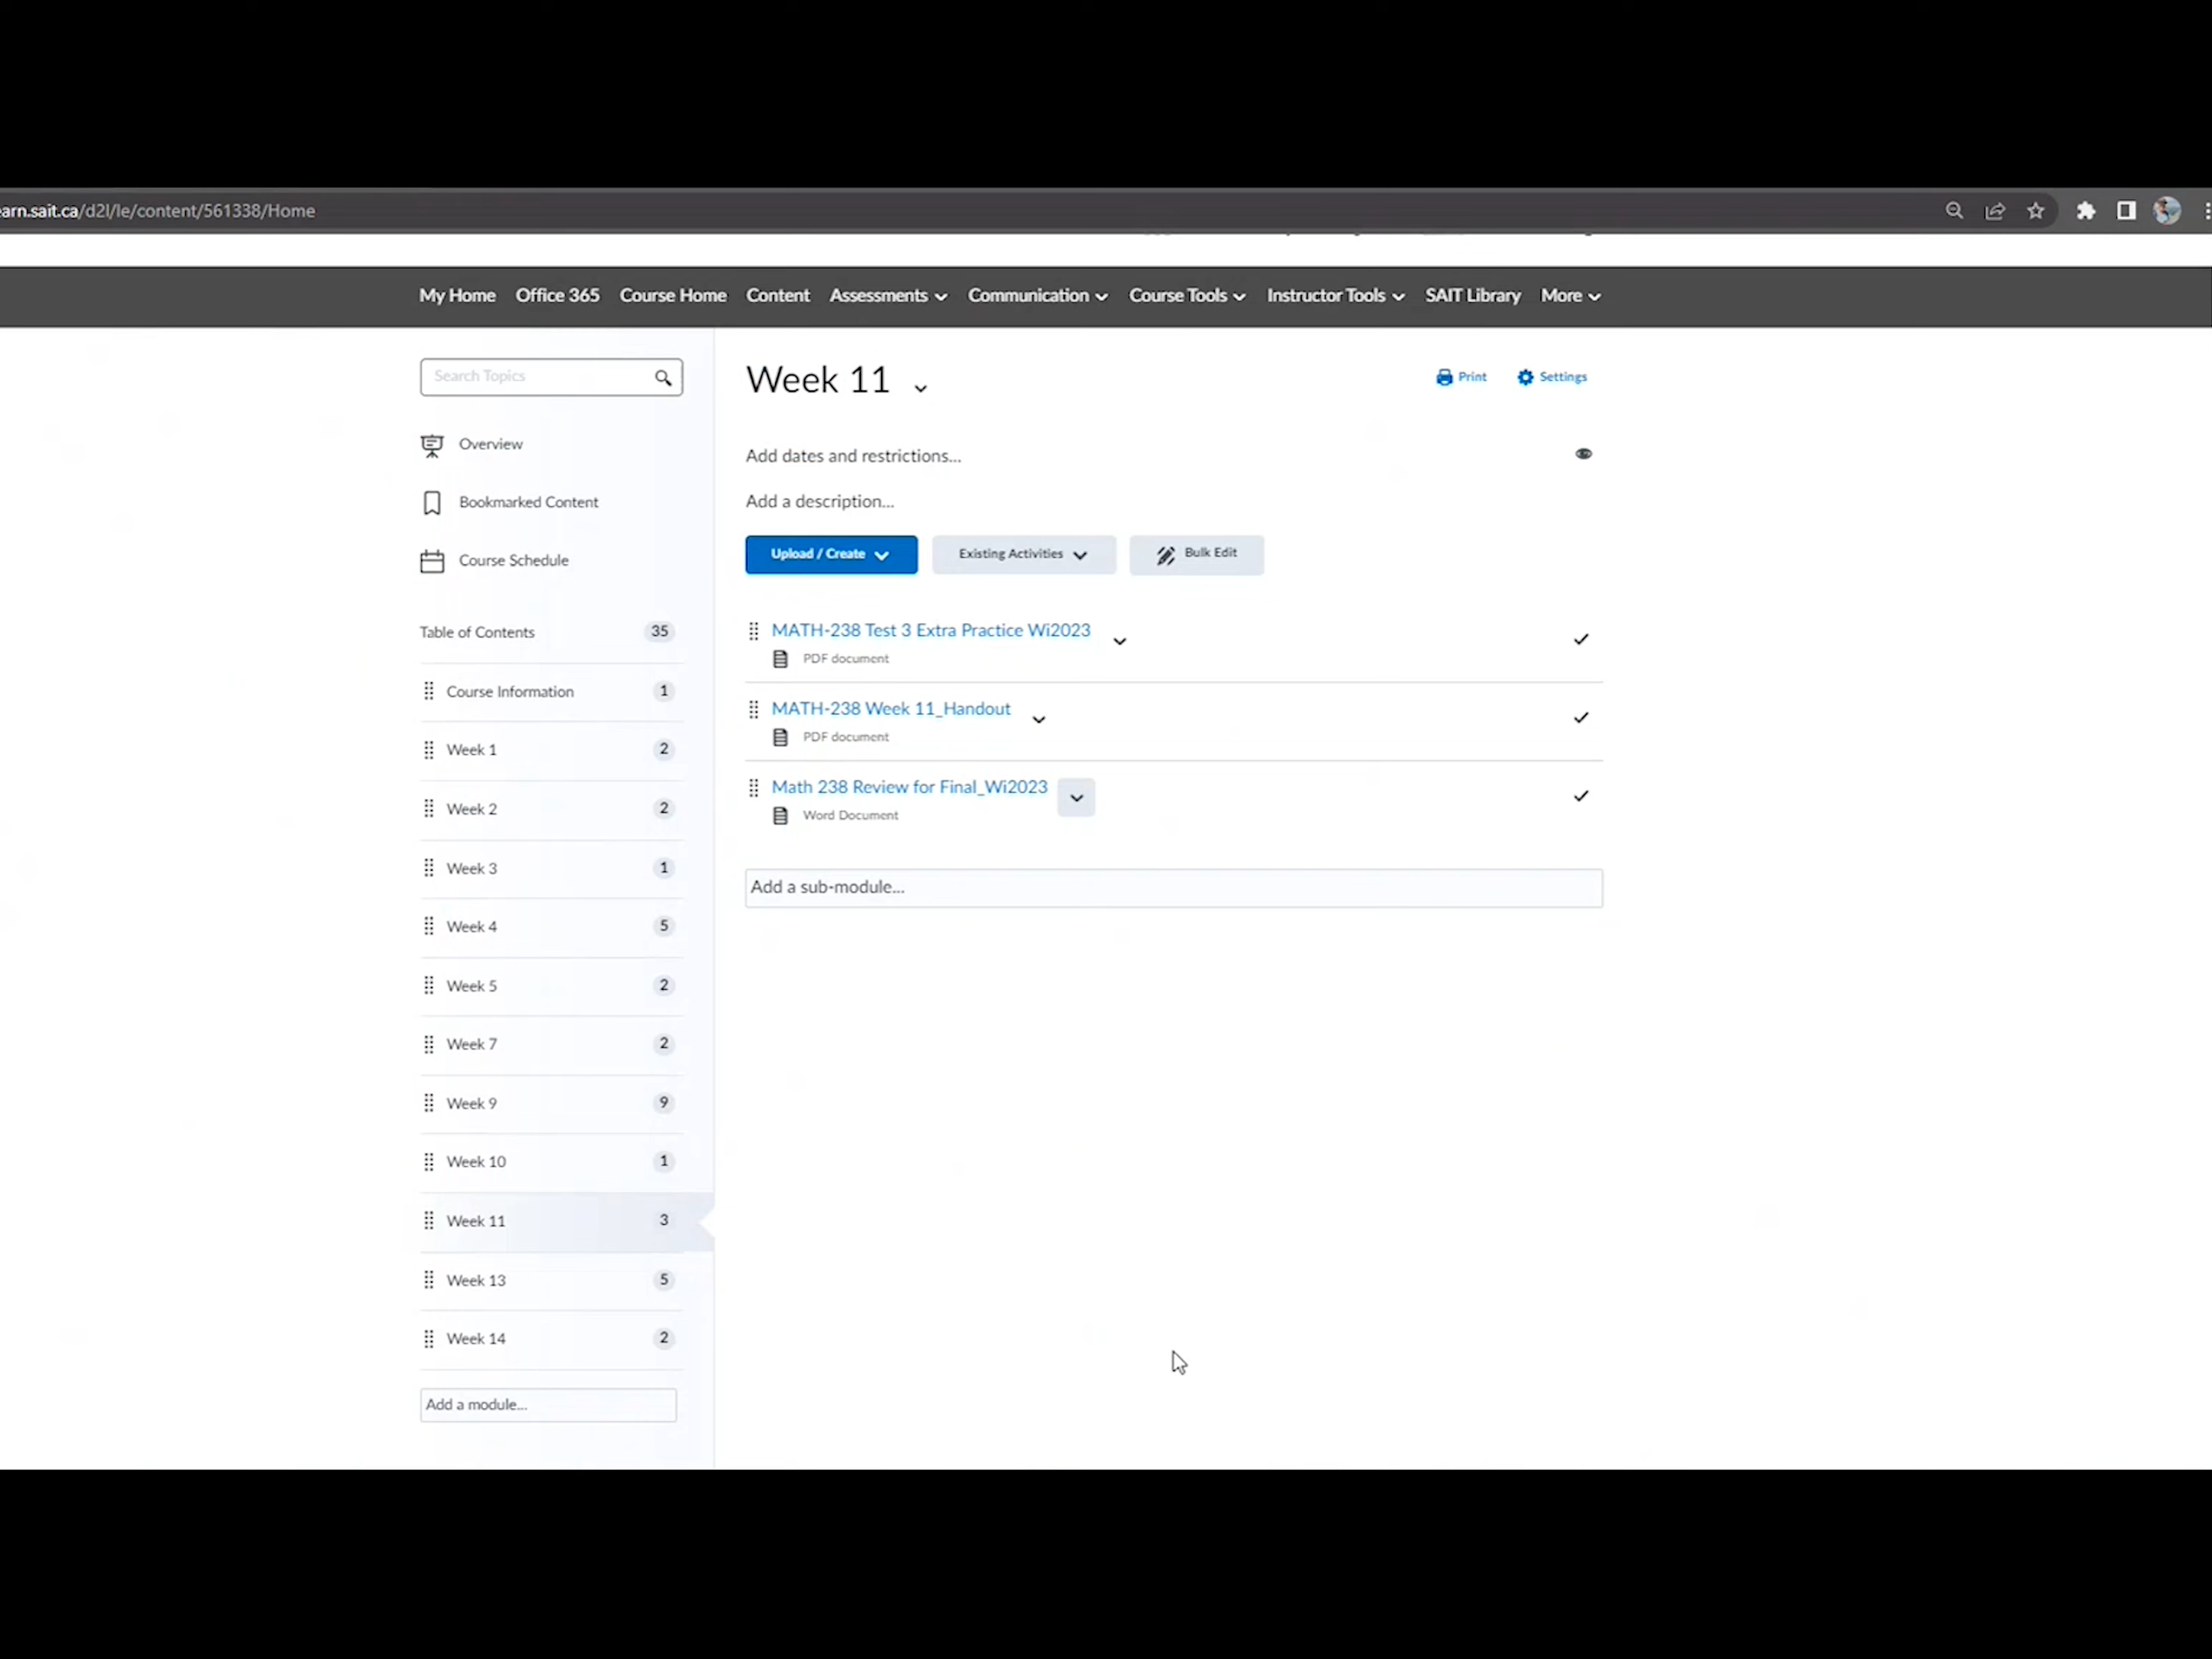 earn.sait.ca/d2l/le/content/561338/Home
My Home Office 365 Course Home Content Assessments Communication Course Tools Instructor Tools SAIT Library More
Search Topics
Overview
Bookmarked Content
Course Schedule
Table of Contents 35
Course Information 1
Week 1 2
Week 2 2
Week 3 1
Week 4 5
Week 5 2
Week 7 2
Week 9 9
Week 10 1
Week 11 3
Week 13 5
Week 14 2
Add a module...
Week 11
Print Settings
Add dates and restrictions...
Add a description...
Upload / Create Existing Activities Bulk Edit
MATH-238 Test 3 Extra Practice Wi2023
PDF document
MATH-238 Week 11_Handout
PDF document
Math 238 Review for Final_Wi2023
Word Document
Add a sub-module...